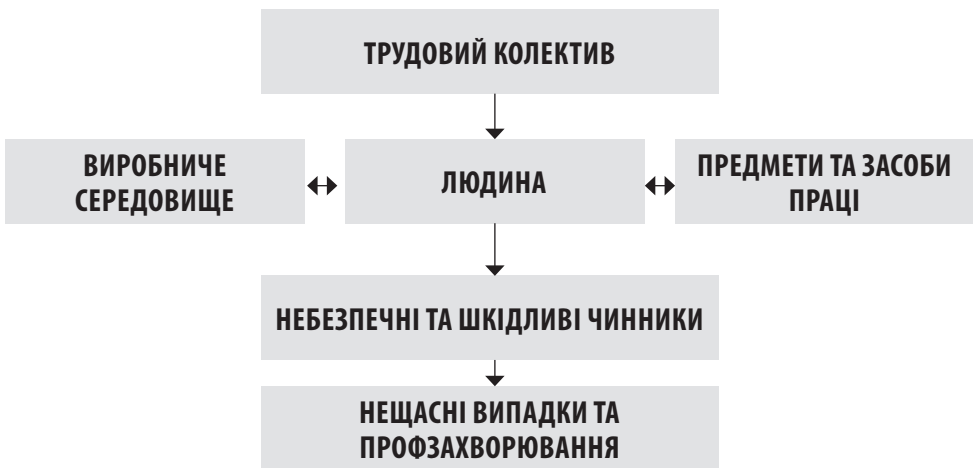 ТРУДОВИЙ КОЛЕКТИВ
ВИРОБНИЧЕ
СЕРЕДОВИЩЕ
ЛЮДИНА
ПРЕДМЕТИ ТА ЗАСОБИ
ПРАЦІ
НЕБЕЗПЕЧНІ ТА ШКІДЛИВІ ЧИННИКИ
НЕЩАСНІ ВИПАДКИ ТА
ПРОФЗАХВОРЮВАННЯ